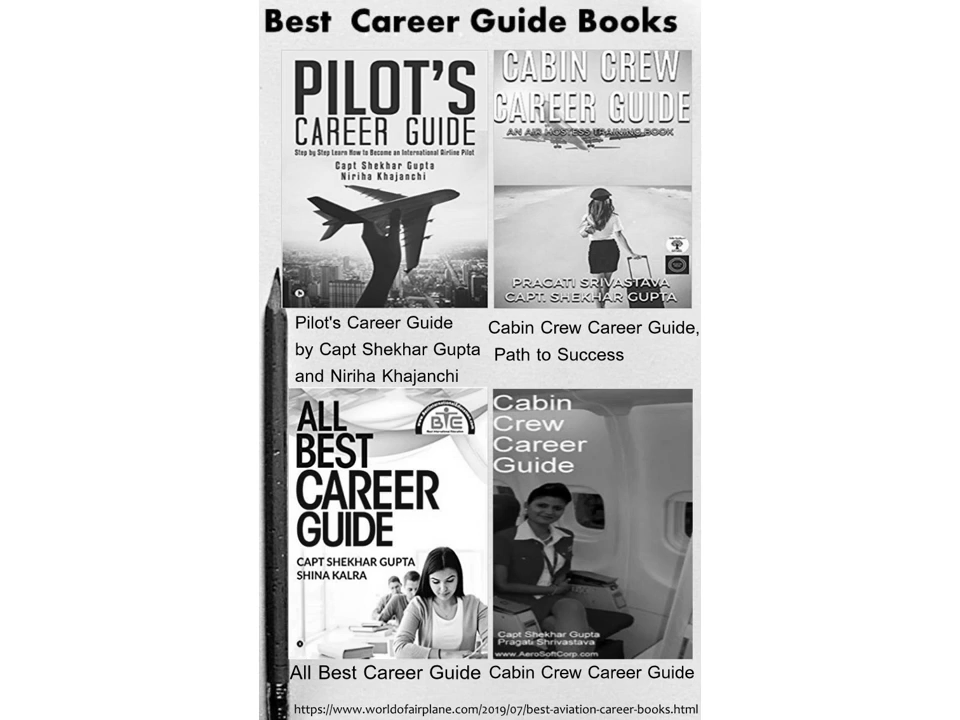 Best Career Guide Books
PILOT'S
CAREER GUIDE
Step by Step Learn How to Become an International Airline Pilot
Capt Shekhar Gupta
Niriha Khajanchi
CABIN CREW
CAREER GUIDE
AN AIR HOSTESS TRAINING BOOK
PRAGATI SRIVASTAVA
CAPT. SHEKHAR GUPTA
Pilot's Career Guide
by Capt Shekhar Gupta
and Niriha Khajanchi
Cabin Crew Career Guide,
Path to Success
ALL
BEST
CAREER
GUIDE
BTE
CAPT SHEKHAR GUPTA
SHINA KALRA
Cabin
Crew
Career
Guide
Capt Shekhar Gupta
Pragati Shrivastava
www.AeroSoftCorp.com
All Best Career Guide
Cabin Crew Career Guide
https://www.worldofairplane.com/2019/07/best-aviation-career-books.html